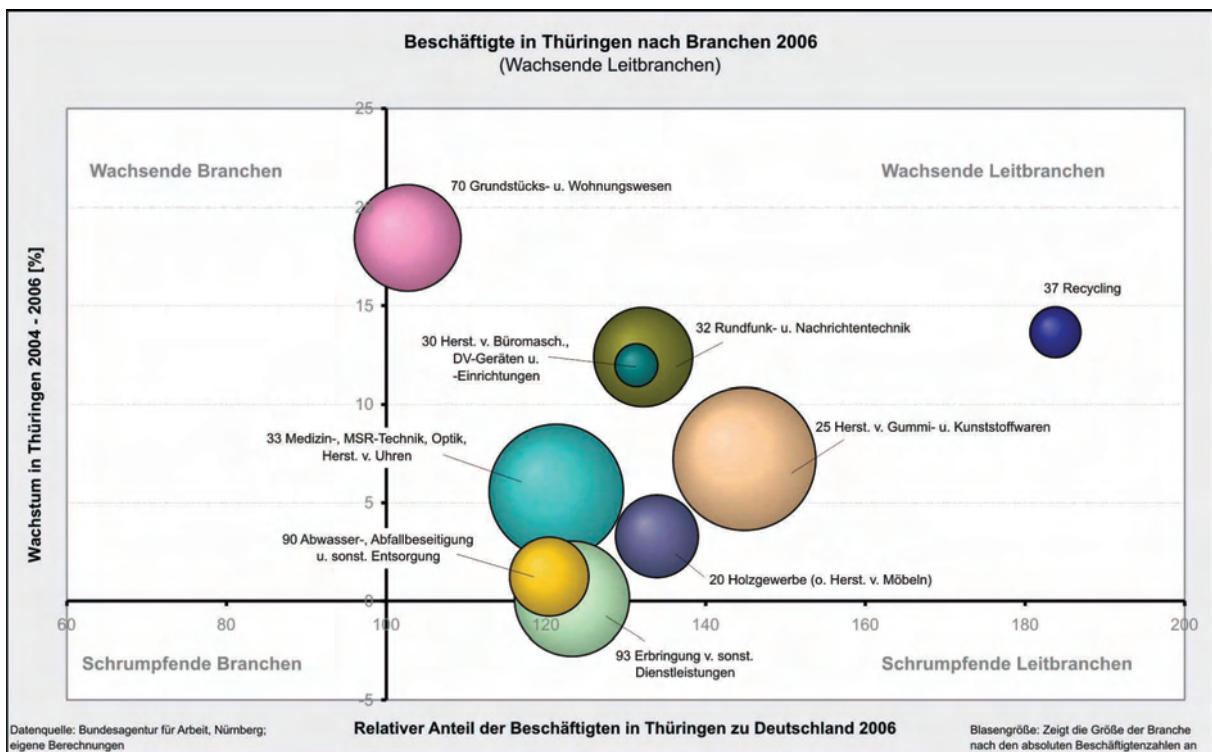 Beschäftigte in Thüringen nach Branchen 2006
(Wachsende Leitbranchen)
25
Wachsende Branchen
Wachsende Leitbranchen
70 Grundstücks- u. Wohnungswesen
20
37 Recycling
15
32 Rundfunk- u. Nachrichtentechnik
30 Herst. v. Büromasch.,
DV-Geräten u.
-Einrichtungen
10
25 Herst. v. Gummi- u. Kunststoffwaren
33 Medizin-, MSR-Technik, Optik,
Herst. v. Uhren
5
90 Abwasser-, Abfallbeseitigung
u. sonst. Entsorgung
20 Holzgewerbe (o. Herst. v. Möbeln)
0
60 80 100 120 140 160 180 200
93 Erbringung v. sonst.
Dienstleistungen
Schrumpfende Branchen
Schrumpfende Leitbranchen
-5
Wachstum in Thüringen 2004 - 2006 [%]
Relativer Anteil der Beschäftigten in Thüringen zu Deutschland 2006
Datenquelle: Bundesagentur für Arbeit, Nürnberg;
eigene Berechnungen
Blasengröße: Zeigt die Größe der Branche
nach den absoluten Beschäftigtenzahlen an